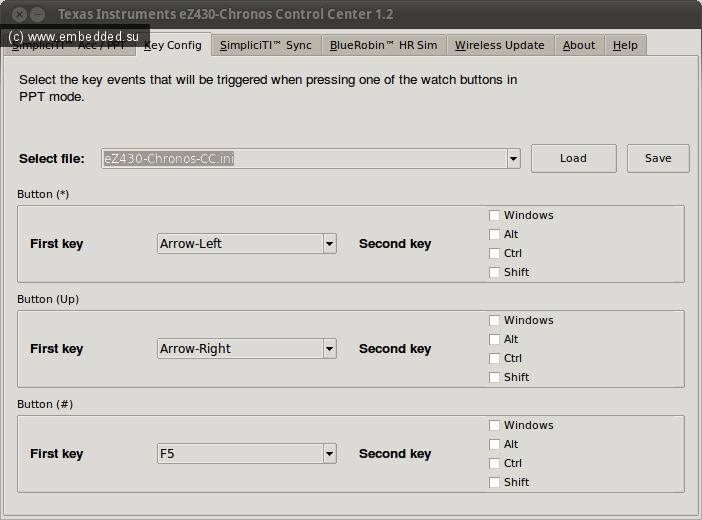 Texas Instruments eZ430-Chronos Control Center 1.2
(c) www.embedded.su
SimpliciTI™ Acc / PPT Key Config SimpliciTI™ Sync BlueRobin™ HR Sim Wireless Update About Help
Select the key events that will be triggered when pressing one of the watch buttons in
PPT mode.
Select file: eZ430-Chronos-CC.ini Load Save
Button (*)
Windows
First key Arrow-Left Second key Alt
Ctrl
Shift
Button (Up)
Windows
First key Arrow-Right Second key Alt
Ctrl
Shift
Button (#)
Windows
First key F5 Second key Alt
Ctrl
Shift